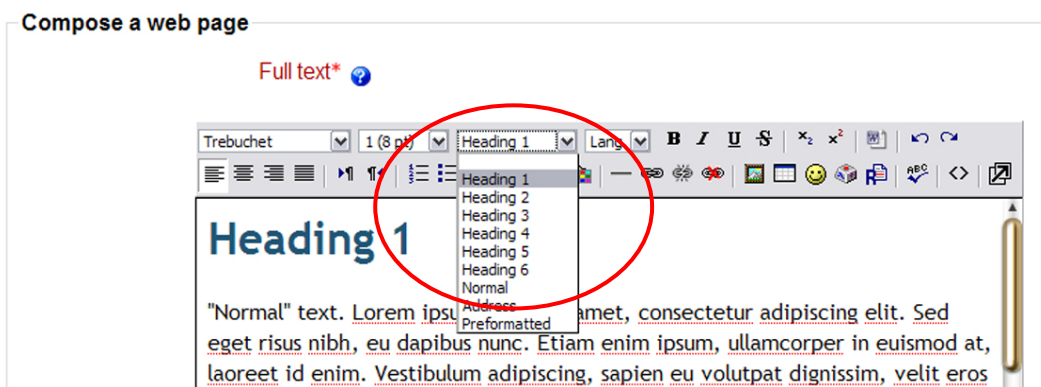 Compose a web page
Full text*
Trebuchet 1 (8 pt) Heading 1 Lang B I U S x₂ x²
ABC
Heading 1
Heading 2
Heading 3
Heading 4
Heading 5
Heading 6
Normal
Address
Preformatted
Heading 1
"Normal" text. Lorem ipsu amet, consectetur adipiscing elit. Sed
eget risus nibh, eu dapibus nunc. Etiam enim ipsum, ullamcorper in euismod at,
laoreet id enim. Vestibulum adipiscing, sapien eu volutpat dignissim, velit eros